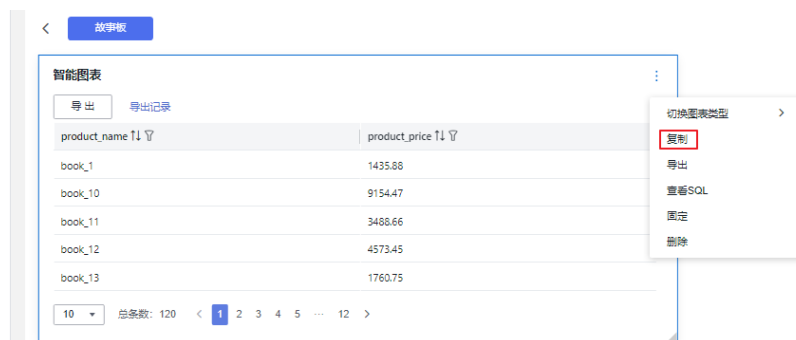 故事板
智能图表
导出 导出记录
product_name product_price
book_1 1435.88
book_10 9154.47
book_11 3488.66
book_12 4573.45
book_13 1760.75
10 总条数: 120 < 1 2 3 4 5 ... 12 >
切换图表类型
复制
导出
查看SQL
固定
删除